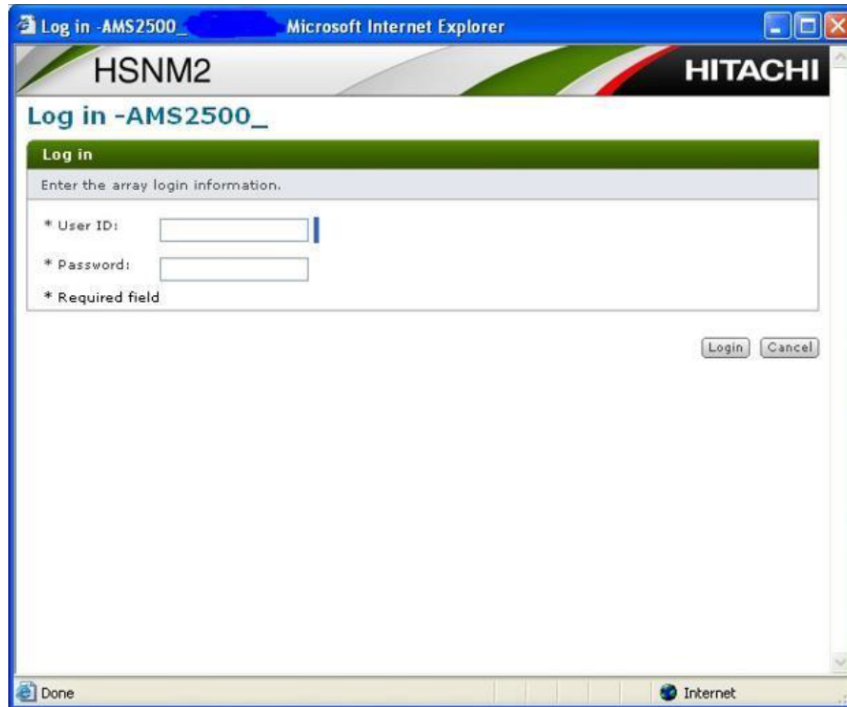 Log in -AMS2500_ Microsoft Internet Explorer
HSNM2 HITACHI
Log in -AMS2500_
Log in
Enter the array login information.
* User ID:
* Password:
* Required field
Login Cancel
Done Internet